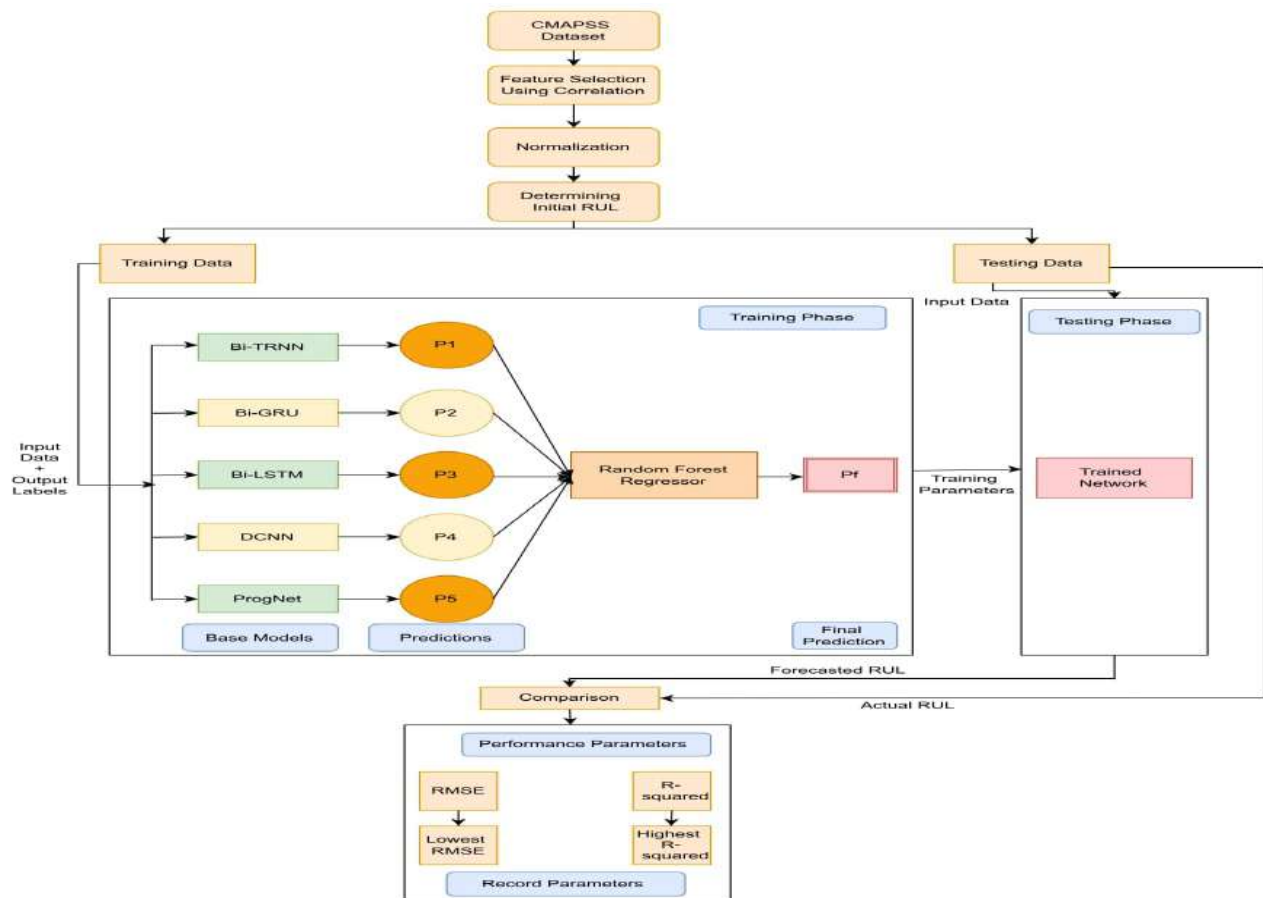 CMAPSS
Dataset
Feature Selection
Using Correlation
Normalization
Determining
Initial RUL
Training Data
Testing Data
Input Data
Training Phase
Testing Phase
Bi-TRNN
P1
Bi-GRU
P2
Input
Data
+
Output
Labels
Bi-LSTM
P3
Random Forest
Regressor
Pf
Training
Parameters
Trained
Network
DCNN
P4
ProgNet
P5
Base Models
Predictions
Final
Prediction
Forecasted RUL
Comparison
Actual RUL
Performance Parameters
RMSE
R-
squared
Lowest
RMSE
Highest
R-
squared
Record Parameters